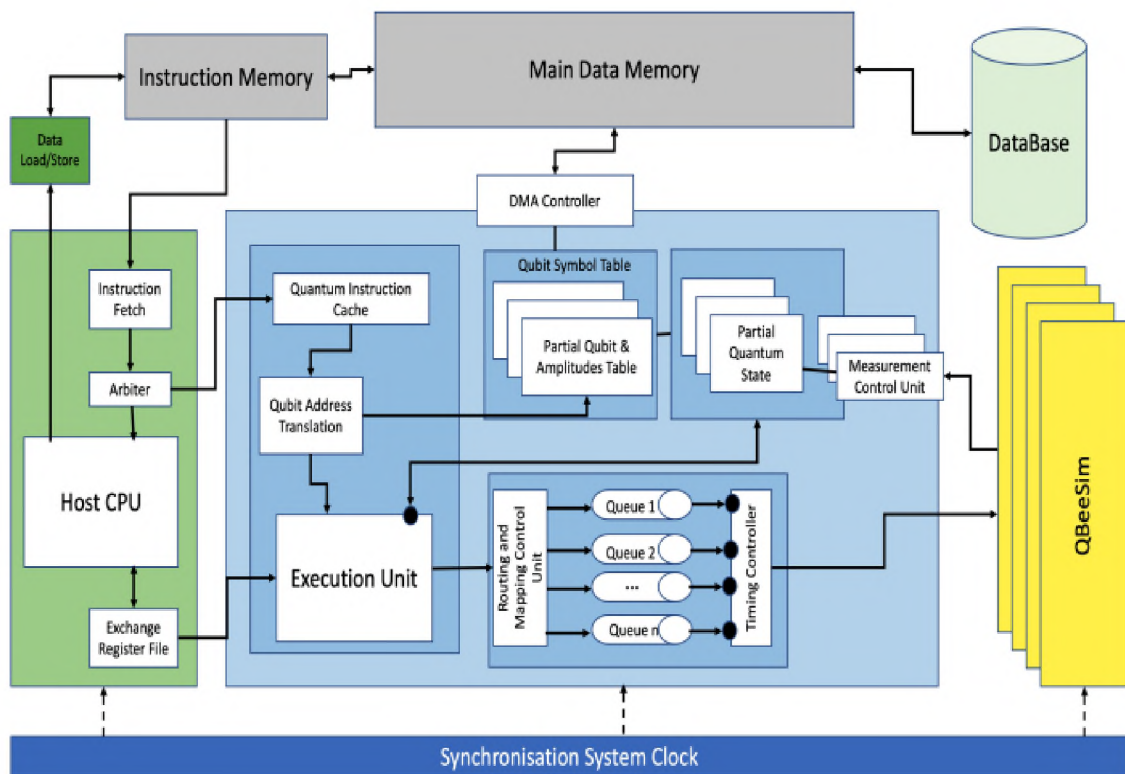 Instruction Memory
Main Data Memory
DataBase
Data
Load/Store
DMA Controller
Instruction
Fetch
Arbiter
Host CPU
Exchange
Register File
Quantum Instruction
Cache
Qubit Address
Translation
Execution Unit
Qubit Symbol Table
Partial Qubit &
Amplitudes Table
Partial
Quantum
State
Measurement
Control Unit
Routing and
Mapping Control
Unit
Queue 1
Queue 2
...
Queue n
Timing Controller
QBeeSim
Synchronisation System Clock